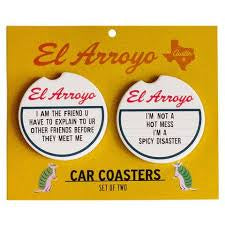 El Arroyo
Austin
El Arroyo
I AM THE FRIEND U
HAVE TO EXPLAIN TO UR
OTHER FRIENDS BEFORE
THEY MEET ME
El Arroyo
I'M NOT A
HOT MESS
I'M A
SPICY DISASTER
CAR COASTERS
SET OF TWO